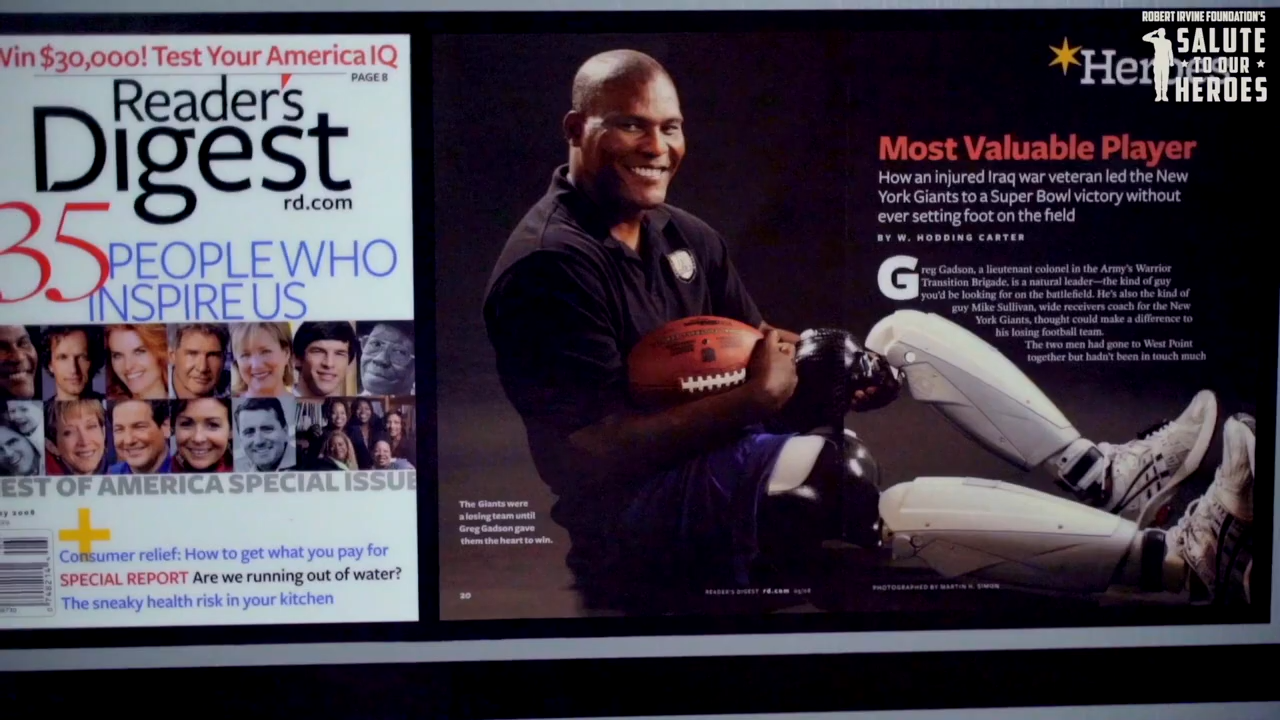 Win $30,000! Test Your America IQ
PAGE 8
Reader's
Digest
rd.com
35 PEOPLE WHO
INSPIRE US
EST OF AMERICA SPECIAL ISSUE
+
Consumer relief: How to get what you pay for
SPECIAL REPORT Are we running out of water?
The sneaky health risk in your kitchen
ROBERT IRVINE FOUNDATION'S
SALUTE
TO OUR
HEROES
Heroes
Most Valuable Player
How an injured Iraq war veteran led the New
York Giants to a Super Bowl victory without
ever setting foot on the field
BY W. HODDING CARTER
Greg Gadson, a lieutenant colonel in the Army's Warrior
Transition Brigade, is a natural leader—the kind of guy
you'd be looking for on the battlefield. He's also the kind of
guy Mike Sullivan, wide receivers coach for the New
York Giants, thought could make a difference to
his losing football team.
The two men had gone to West Point
together but hadn't been in touch much
The Giants were
a losing team until
Greg Gadson gave
them the heart to win.
20
READER'S DIGEST rd.com
PHOTOGRAPHED BY MARTIN H. SIMON